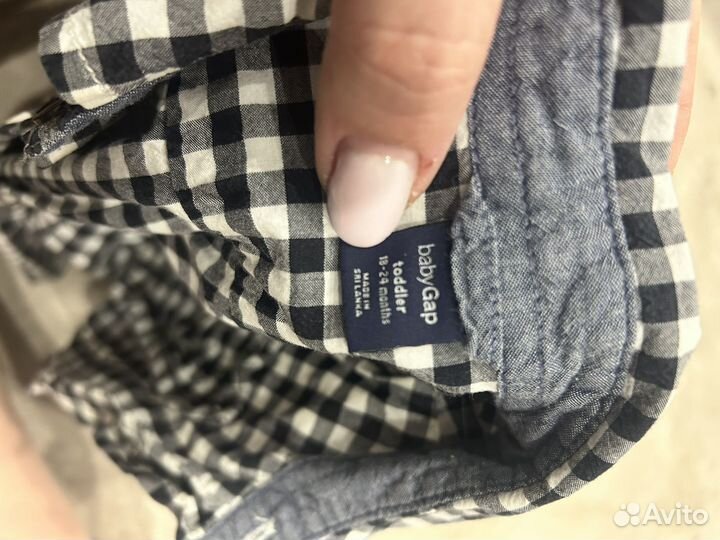 babyGap
toddler
18-24 months
MADE IN
SRI LANKA
Avito